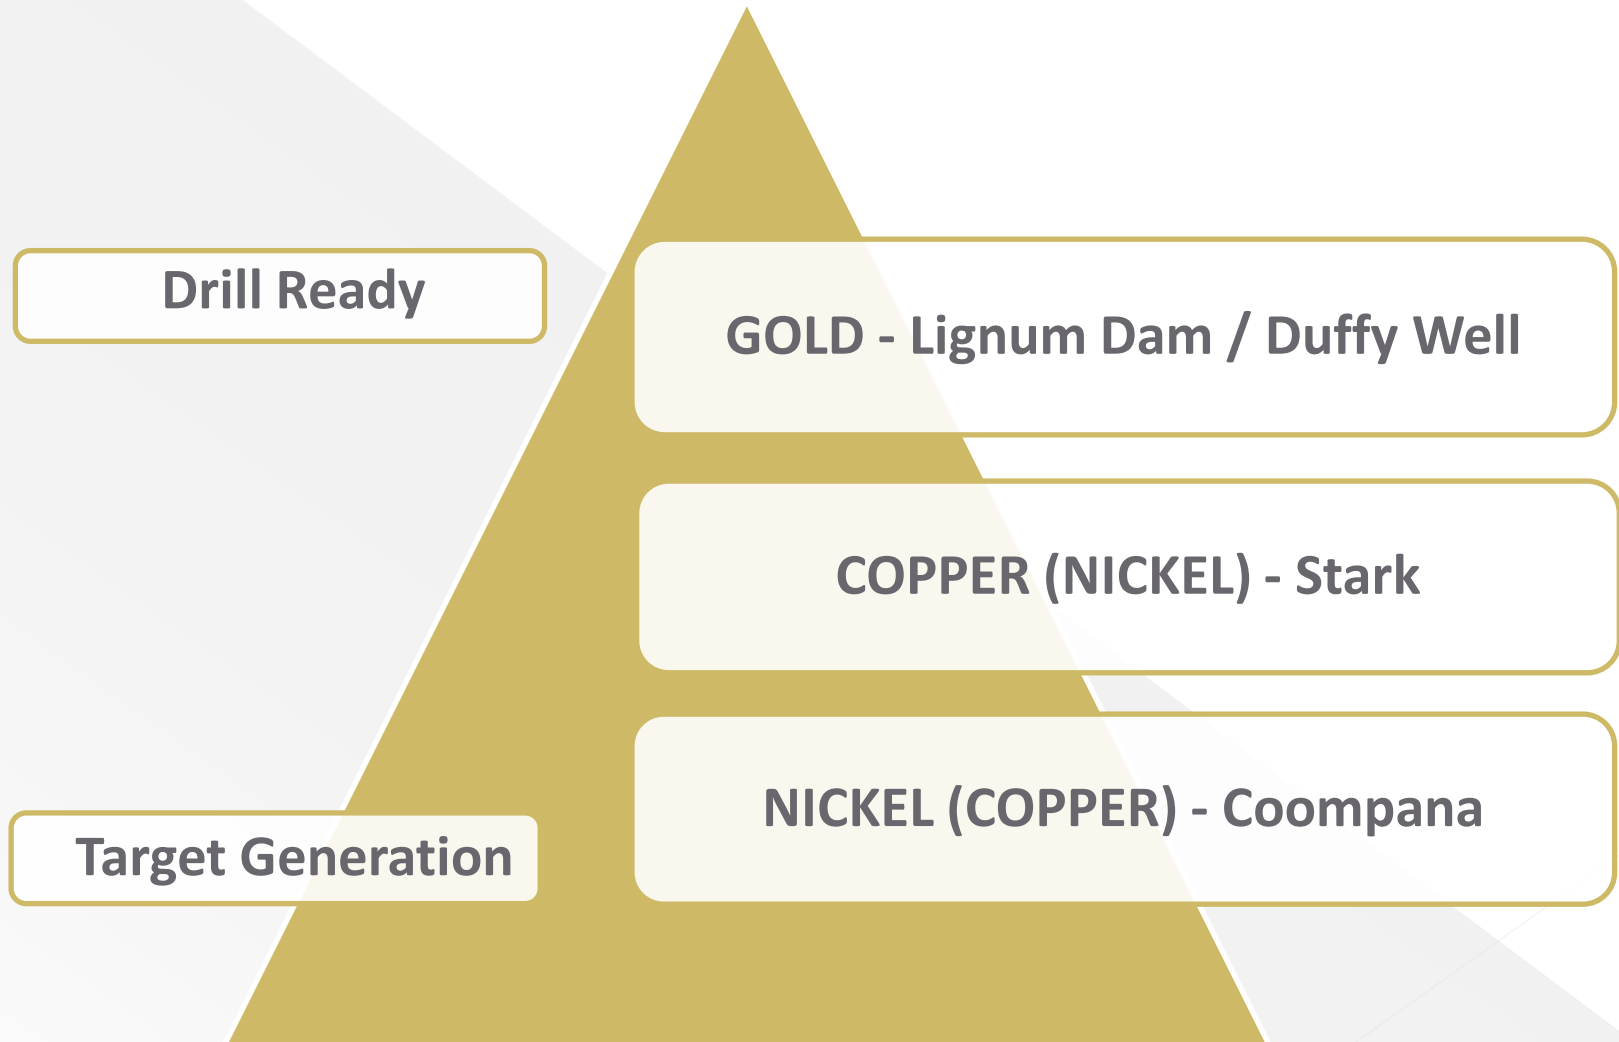 Drill Ready
GOLD - Lignum Dam / Duffy Well
COPPER (NICKEL) - Stark
NICKEL (COPPER) - Coompana
Target Generation